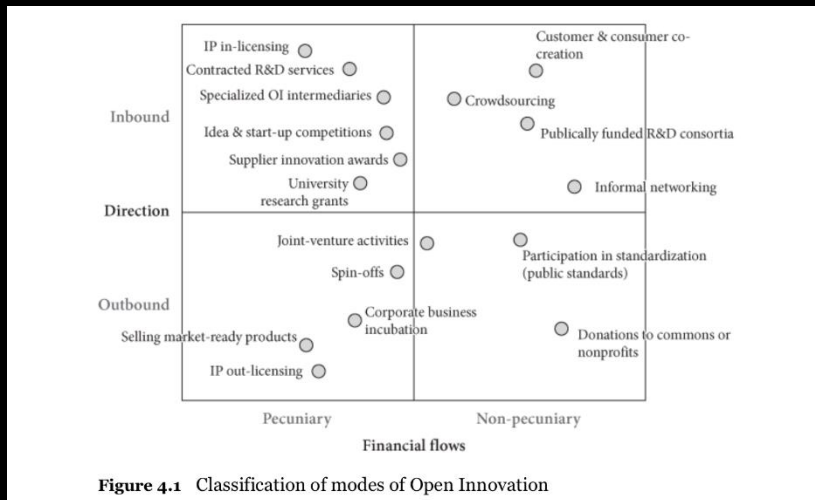 Customer & consumer co-
creation
IP in-licensing
Contracted R&D services
Specialized OI intermediaries
Crowdsourcing
Inbound
Idea & start-up competitions
Publically funded R&D consortia
Supplier innovation awards
University
research grants
Informal networking
Direction
Joint-venture activities
Participation in standardization
(public standards)
Spin-offs
Outbound
Corporate business
incubation
Selling market-ready products
Donations to commons or
nonprofits
IP out-licensing
Pecuniary
Non-pecuniary
Financial flows
Figure 4.1 Classification of modes of Open Innovation